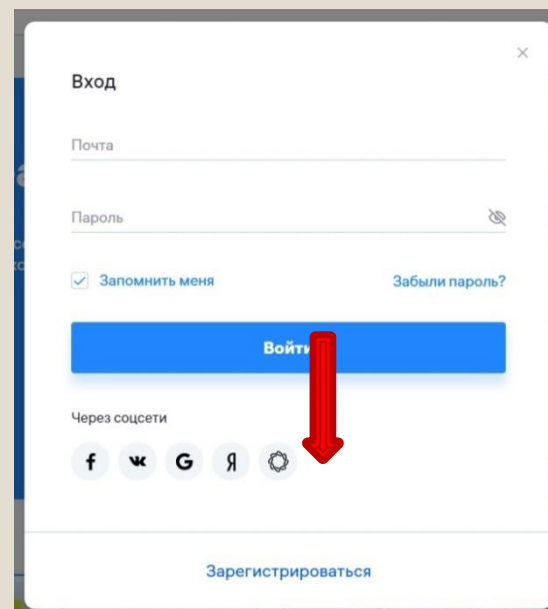 Вход
Почта
Пароль
Запомнить меня
Забыли пароль?
Войти
Через соцсети
f
G
Я
Зарегистрироваться